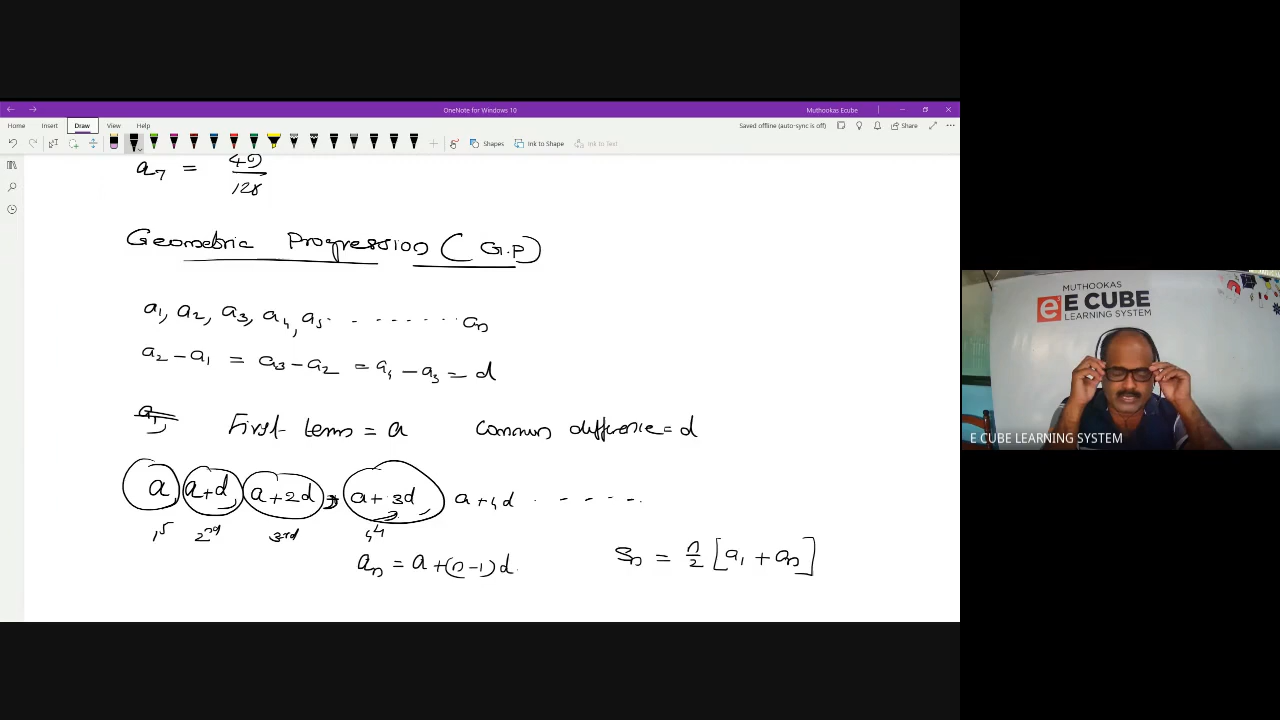 OneNote for Windows 10
Muthookas Ecube
Home Insert Draw View Help
Saved offline (auto-sync is off) Share
Shapes Ink to Shape Ink to Text
a7 = 49/128
Geometric Progression (G.P)
a1, a2, a3, a4, a5 - - - - - - - - - an
a2 - a1 = a3 - a2 = a4 - a3 = d
a1
First term = a Common difference = d
a a+d a+2d , a+3d a+4d - - - - -
1st 2nd 3rd 4th
an = a+(n-1)d. Sn = n/2 [a1 + an]
MUTHOOKAS
e3 E CUBE
LEARNING SYSTEM
E CUBE LEARNING SYSTEM